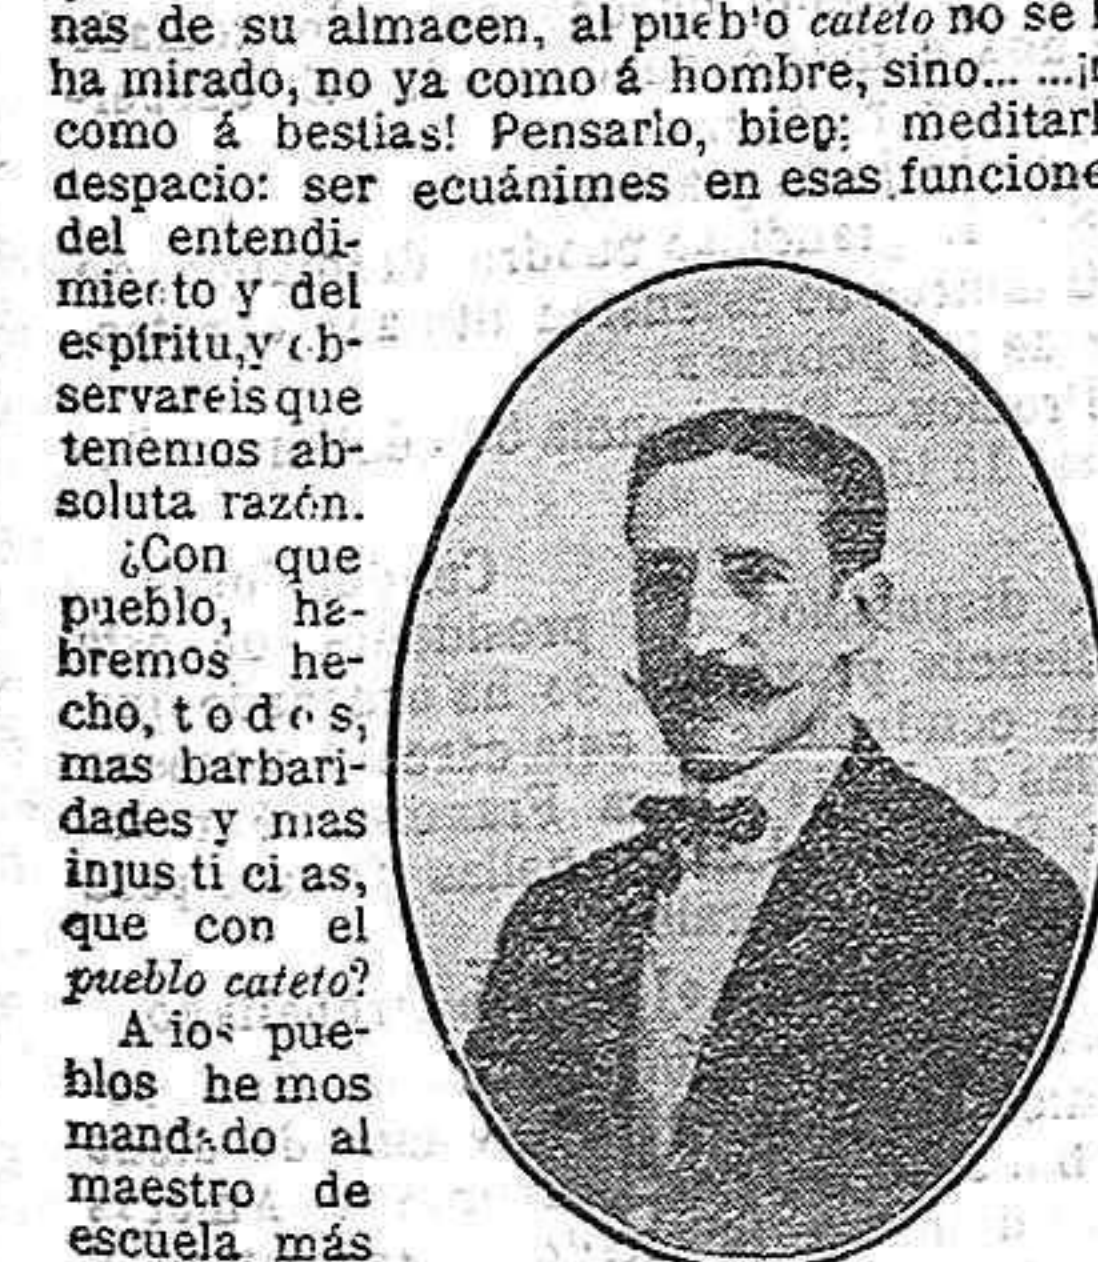 nas de su almacen, al pueblo cateto no se
ha mirado, no ya como á hombre, sino... ...¡
como á bestias! Pensarlo, bien; meditarl
despacio: ser ecuánimes en esas funcione
del entendi-
miento y del
espíritu, y ob-
servareis que
tenemos ab-
soluta razón.
¿Con que
pueblo, ha-
bremos he-
cho, todos,
mas barbari-
dades y mas
injusticias,
que con el
pueblo cateto?
A los pue-
blos hemos
mandado al
maestro de
escuela más